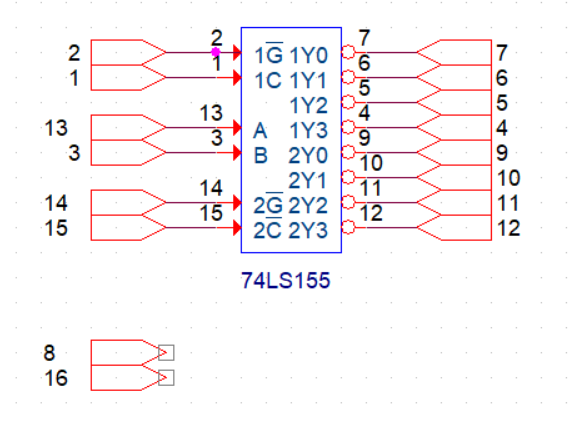 2 2 1G̅ 1Y0 7 7
1 1 1C 1Y1 6 6
1Y2 5 5
13 13 A 1Y3 4 4
3 3 B 2Y0 9 9
2Y1 10 10
14 14 2G̅ 2Y2 11 11
15 15 2C̅ 2Y3 12 12
74LS155
8
16